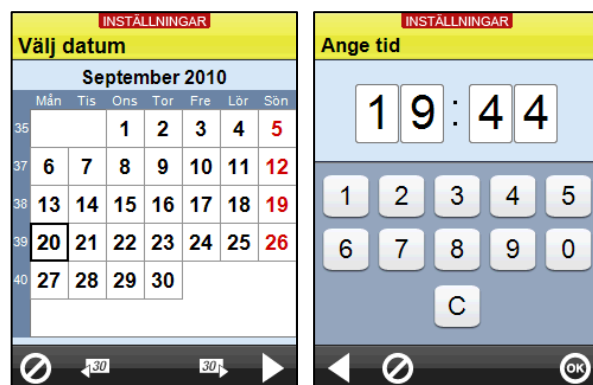 INSTÄLLNINGAR
Välj datum
September 2010
Mån Tis Ons Tor Fre Lör Sön
35 1 2 3 4 5
37 6 7 8 9 10 11 12
38 13 14 15 16 17 18 19
39 20 21 22 23 24 25 26
40 27 28 29 30
30 30
INSTÄLLNINGAR
Ange tid
19:44
1 2 3 4 5
6 7 8 9 0
C
OK